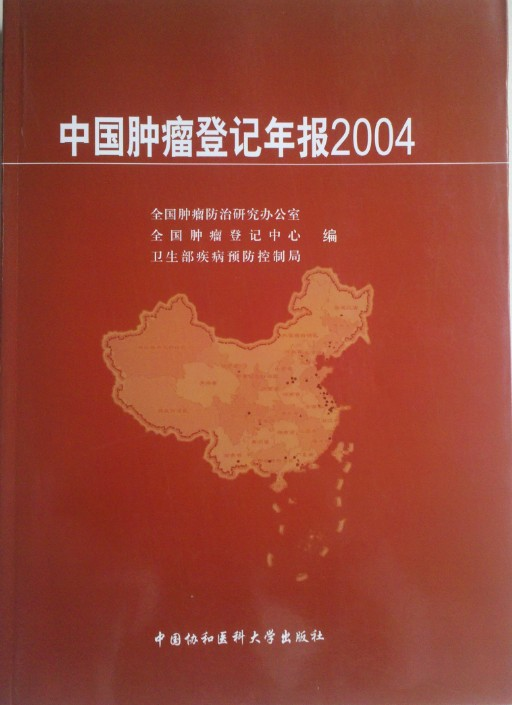 中国肿瘤登记年报2004
全国肿瘤防治研究办公室
全国肿瘤登记中心 编
卫生部疾病预防控制局
中国协和医科大学出版社